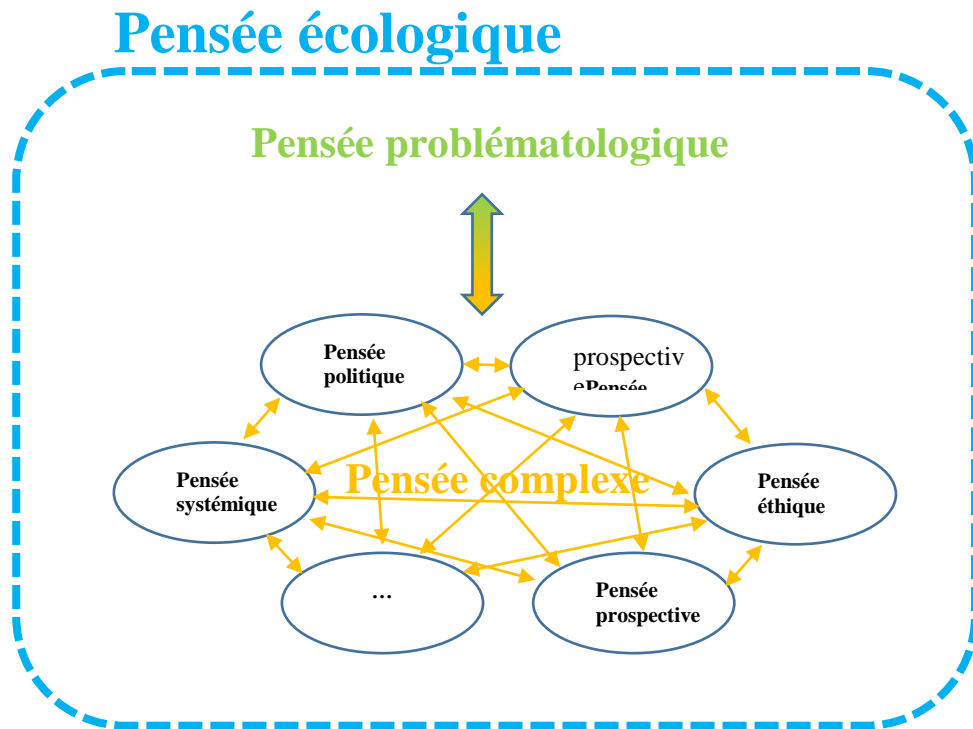 Pensée écologique
Pensée problématologique
Pensée
politique
prospectiv
ePensée
Pensée complexe
Pensée
systémique
Pensée
éthique
...
Pensée
prospective